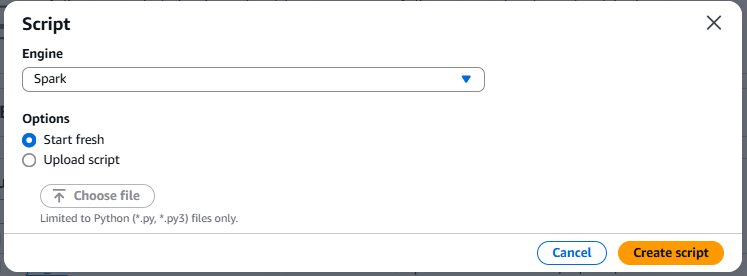 Script
Engine
Spark
Options
Start fresh
Upload script
Choose file
Limited to Python (*.py, *.py3) files only.
Cancel
Create script